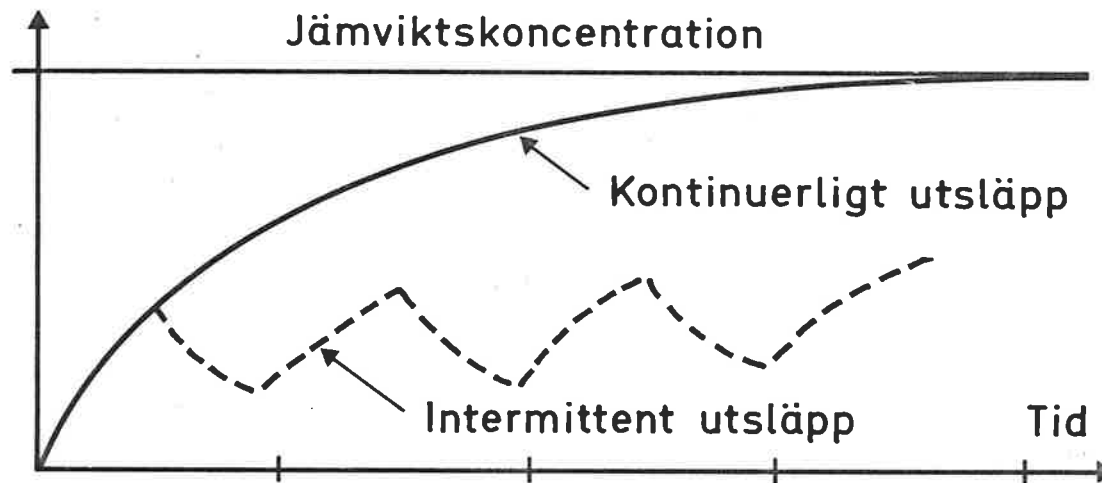 Jämviktskoncentration
Kontinuerligt utsläpp
Intermittent utsläpp
Tid